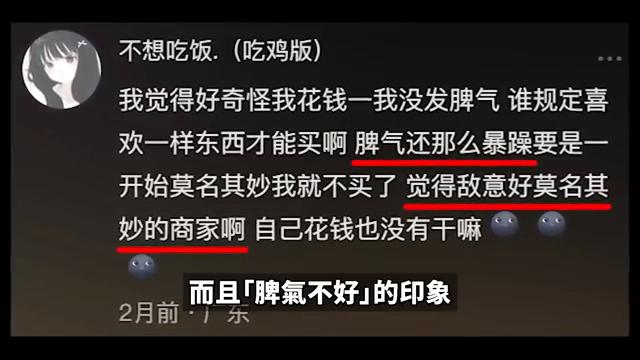 不想吃饭.（吃鸡版）
我觉得好奇怪我花钱一我没发脾气 谁规定喜
欢一样东西才能买啊 脾气还那么暴躁要是一
开始莫名其妙我就不买了 觉得敌意好莫名其
妙的商家啊 自己花钱也没有干嘛🌚 🌚
🌚
而且「脾氣不好」的印象
2月前 · 广东